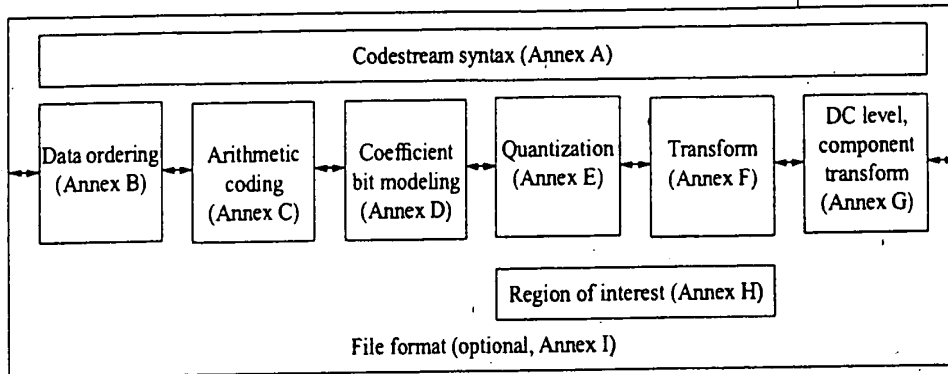 Codestream syntax (Annex A)
Data ordering
(Annex B)
Arithmetic
coding
(Annex C)
Coefficient
bit modeling
(Annex D)
Quantization
(Annex E)
Transform
(Annex F)
DC level,
component
transform
(Annex G)
Region of interest (Annex H)
File format (optional, Annex I)